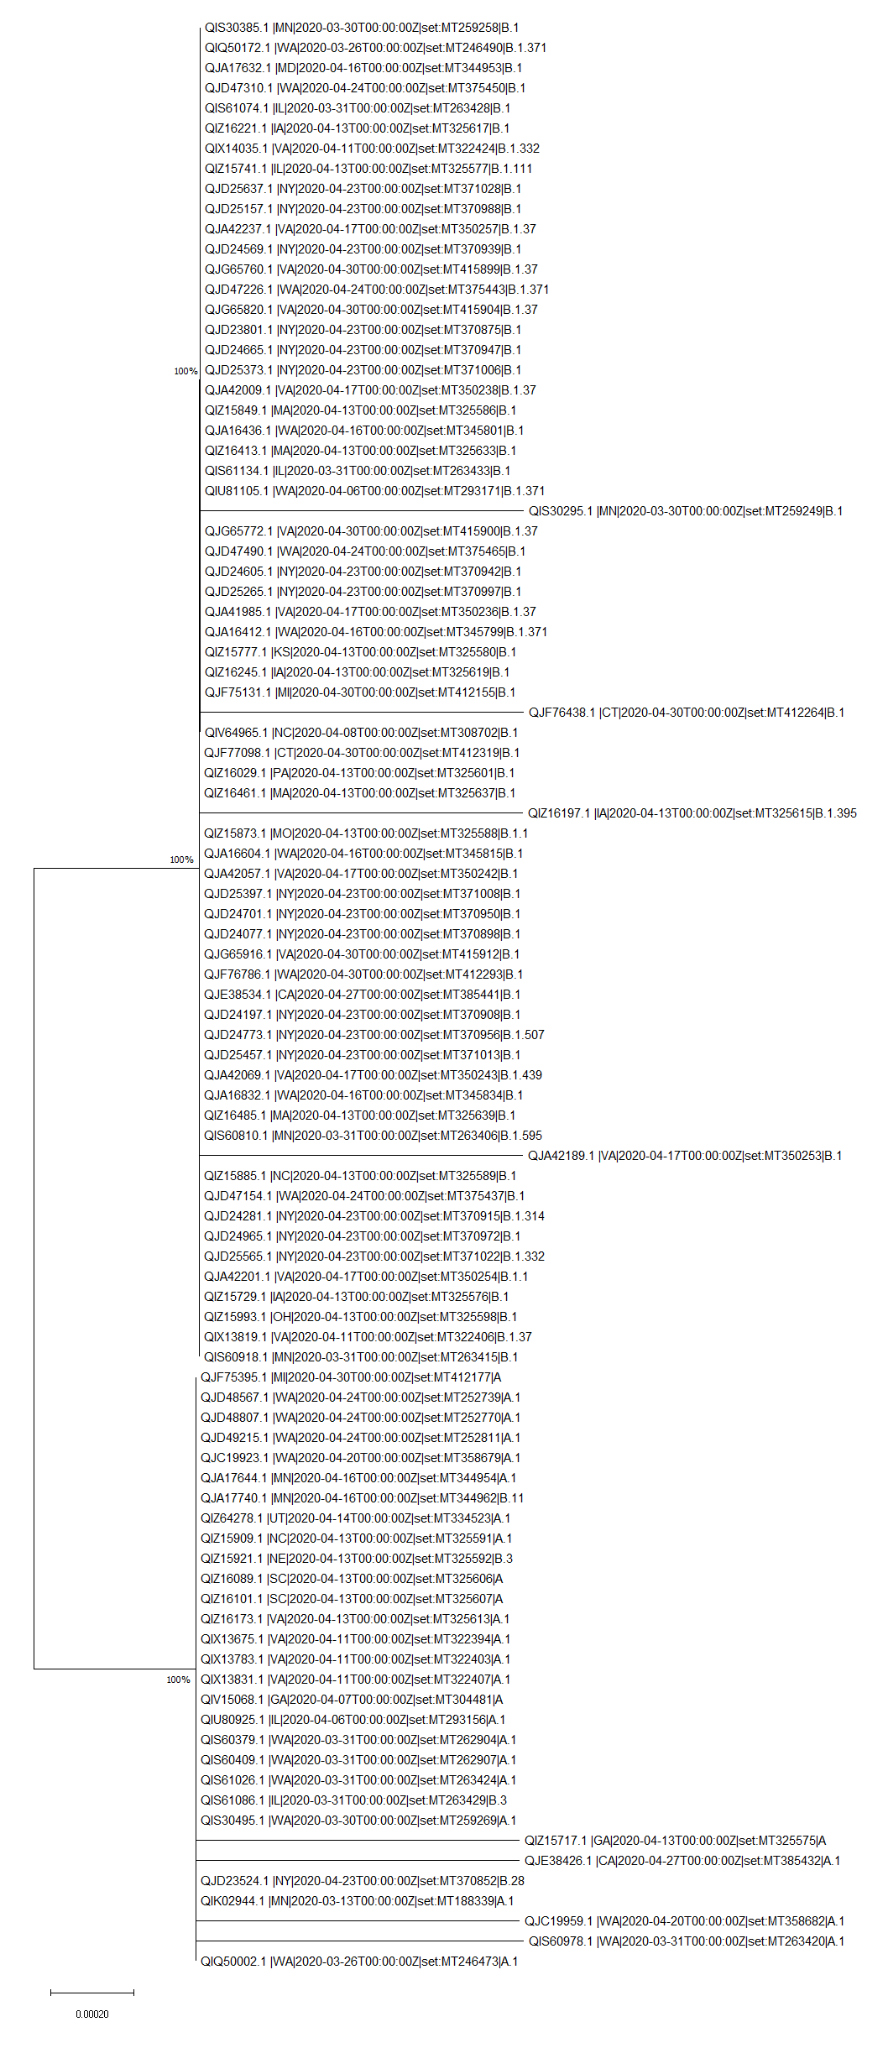 QIS30385.1 |MN|2020-03-30T00:00:00Z|set:MT259258|B.1
QIQ50172.1 |WA|2020-03-26T00:00:00Z|set:MT246490|B.1.371
QJA17632.1 |MD|2020-04-16T00:00:00Z|set:MT344953|B.1
QJD47310.1 |WA|2020-04-24T00:00:00Z|set:MT375450|B.1
QIS61074.1 |IL|2020-03-31T00:00:00Z|set:MT263428|B.1
QIZ16221.1 |IA|2020-04-13T00:00:00Z|set:MT325617|B.1
QIX14035.1 |VA|2020-04-11T00:00:00Z|set:MT322424|B.1.332
QIZ15741.1 |IL|2020-04-13T00:00:00Z|set:MT325577|B.1.111
QJD25637.1 |NY|2020-04-23T00:00:00Z|set:MT371028|B.1
QJD25157.1 |NY|2020-04-23T00:00:00Z|set:MT370988|B.1
QJA42237.1 |VA|2020-04-17T00:00:00Z|set:MT350257|B.1.37
QJD24569.1 |NY|2020-04-23T00:00:00Z|set:MT370939|B.1
QJG65760.1 |VA|2020-04-30T00:00:00Z|set:MT415899|B.1.37
QJD47226.1 |WA|2020-04-24T00:00:00Z|set:MT375443|B.1.371
QJG65820.1 |VA|2020-04-30T00:00:00Z|set:MT415904|B.1.37
QJD23801.1 |NY|2020-04-23T00:00:00Z|set:MT370875|B.1
QJD24665.1 |NY|2020-04-23T00:00:00Z|set:MT370947|B.1
100% QJD25373.1 |NY|2020-04-23T00:00:00Z|set:MT371006|B.1
QJA42009.1 |VA|2020-04-17T00:00:00Z|set:MT350238|B.1.37
QIZ15849.1 |MA|2020-04-13T00:00:00Z|set:MT325586|B.1
QJA16436.1 |WA|2020-04-16T00:00:00Z|set:MT345801|B.1
QIZ16413.1 |MA|2020-04-13T00:00:00Z|set:MT325633|B.1
QIS61134.1 |IL|2020-03-31T00:00:00Z|set:MT263433|B.1
QIU81105.1 |WA|2020-04-06T00:00:00Z|set:MT293171|B.1.371
QIS30295.1 |MN|2020-03-30T00:00:00Z|set:MT259249|B.1
QJG65772.1 |VA|2020-04-30T00:00:00Z|set:MT415900|B.1.37
QJD47490.1 |WA|2020-04-24T00:00:00Z|set:MT375465|B.1
QJD24605.1 |NY|2020-04-23T00:00:00Z|set:MT370942|B.1
QJD25265.1 |NY|2020-04-23T00:00:00Z|set:MT370997|B.1
QJA41985.1 |VA|2020-04-17T00:00:00Z|set:MT350236|B.1.37
QJA16412.1 |WA|2020-04-16T00:00:00Z|set:MT345799|B.1.371
QIZ15777.1 |KS|2020-04-13T00:00:00Z|set:MT325580|B.1
QIZ16245.1 |IA|2020-04-13T00:00:00Z|set:MT325619|B.1
QJF75131.1 |MI|2020-04-30T00:00:00Z|set:MT412155|B.1
QJF76438.1 |CT|2020-04-30T00:00:00Z|set:MT412264|B.1
QIV64965.1 |NC|2020-04-08T00:00:00Z|set:MT308702|B.1
QJF77098.1 |CT|2020-04-30T00:00:00Z|set:MT412319|B.1
QIZ16029.1 |PA|2020-04-13T00:00:00Z|set:MT325601|B.1
QIZ16461.1 |MA|2020-04-13T00:00:00Z|set:MT325637|B.1
QIZ16197.1 |IA|2020-04-13T00:00:00Z|set:MT325615|B.1.395
QIZ15873.1 |MO|2020-04-13T00:00:00Z|set:MT325588|B.1.1
100% QJA16604.1 |WA|2020-04-16T00:00:00Z|set:MT345815|B.1
QJA42057.1 |VA|2020-04-17T00:00:00Z|set:MT350242|B.1
QJD25397.1 |NY|2020-04-23T00:00:00Z|set:MT371008|B.1
QJD24701.1 |NY|2020-04-23T00:00:00Z|set:MT370950|B.1
QJD24077.1 |NY|2020-04-23T00:00:00Z|set:MT370898|B.1
QJG65916.1 |VA|2020-04-30T00:00:00Z|set:MT415912|B.1
QJF76786.1 |WA|2020-04-30T00:00:00Z|set:MT412293|B.1
QJE38534.1 |CA|2020-04-27T00:00:00Z|set:MT385441|B.1
QJD24197.1 |NY|2020-04-23T00:00:00Z|set:MT370908|B.1
QJD24773.1 |NY|2020-04-23T00:00:00Z|set:MT370956|B.1.507
QJD25457.1 |NY|2020-04-23T00:00:00Z|set:MT371013|B.1
QJA42069.1 |VA|2020-04-17T00:00:00Z|set:MT350243|B.1.439
QJA16832.1 |WA|2020-04-16T00:00:00Z|set:MT345834|B.1
QIZ16485.1 |MA|2020-04-13T00:00:00Z|set:MT325639|B.1
QIS60810.1 |MN|2020-03-31T00:00:00Z|set:MT263406|B.1.595
QJA42189.1 |VA|2020-04-17T00:00:00Z|set:MT350253|B.1
QIZ15885.1 |NC|2020-04-13T00:00:00Z|set:MT325589|B.1
QJD47154.1 |WA|2020-04-24T00:00:00Z|set:MT375437|B.1
QJD24281.1 |NY|2020-04-23T00:00:00Z|set:MT370915|B.1.314
QJD24965.1 |NY|2020-04-23T00:00:00Z|set:MT370972|B.1
QJD25565.1 |NY|2020-04-23T00:00:00Z|set:MT371022|B.1.332
QJA42201.1 |VA|2020-04-17T00:00:00Z|set:MT350254|B.1.1
QIZ15729.1 |IA|2020-04-13T00:00:00Z|set:MT325576|B.1
QIZ15993.1 |OH|2020-04-13T00:00:00Z|set:MT325598|B.1
QIX13819.1 |VA|2020-04-11T00:00:00Z|set:MT322406|B.1.37
QIS60918.1 |MN|2020-03-31T00:00:00Z|set:MT263415|B.1
QJF75395.1 |MI|2020-04-30T00:00:00Z|set:MT412177|A
QJD48567.1 |WA|2020-04-24T00:00:00Z|set:MT252739|A.1
QJD48807.1 |WA|2020-04-24T00:00:00Z|set:MT252770|A.1
QJD49215.1 |WA|2020-04-24T00:00:00Z|set:MT252811|A.1
QJC19923.1 |WA|2020-04-20T00:00:00Z|set:MT358679|A.1
QJA17644.1 |MN|2020-04-16T00:00:00Z|set:MT344954|A.1
QJA17740.1 |MN|2020-04-16T00:00:00Z|set:MT344962|B.11
QIZ64278.1 |UT|2020-04-14T00:00:00Z|set:MT334523|A.1
QIZ15909.1 |NC|2020-04-13T00:00:00Z|set:MT325591|A.1
QIZ15921.1 |NE|2020-04-13T00:00:00Z|set:MT325592|B.3
QIZ16089.1 |SC|2020-04-13T00:00:00Z|set:MT325606|A
QIZ16101.1 |SC|2020-04-13T00:00:00Z|set:MT325607|A
QIZ16173.1 |VA|2020-04-13T00:00:00Z|set:MT325613|A.1
QIX13675.1 |VA|2020-04-11T00:00:00Z|set:MT322394|A.1
QIX13783.1 |VA|2020-04-11T00:00:00Z|set:MT322403|A.1
100% QIX13831.1 |VA|2020-04-11T00:00:00Z|set:MT322407|A.1
QIV15068.1 |GA|2020-04-07T00:00:00Z|set:MT304481|A
QIU80925.1 |IL|2020-04-06T00:00:00Z|set:MT293156|A.1
QIS60379.1 |WA|2020-03-31T00:00:00Z|set:MT262904|A.1
QIS60409.1 |WA|2020-03-31T00:00:00Z|set:MT262907|A.1
QIS61026.1 |WA|2020-03-31T00:00:00Z|set:MT263424|A.1
QIS61086.1 |IL|2020-03-31T00:00:00Z|set:MT263429|B.3
QIS30495.1 |WA|2020-03-30T00:00:00Z|set:MT259269|A.1
QIZ15717.1 |GA|2020-04-13T00:00:00Z|set:MT325575|A
QJE38426.1 |CA|2020-04-27T00:00:00Z|set:MT385432|A.1
QJD23524.1 |NY|2020-04-23T00:00:00Z|set:MT370852|B.28
QIK02944.1 |MN|2020-03-13T00:00:00Z|set:MT188339|A.1
QJC19959.1 |WA|2020-04-20T00:00:00Z|set:MT358682|A.1
QIS60978.1 |WA|2020-03-31T00:00:00Z|set:MT263420|A.1
QIQ50002.1 |WA|2020-03-26T00:00:00Z|set:MT246473|A.1
0.00020